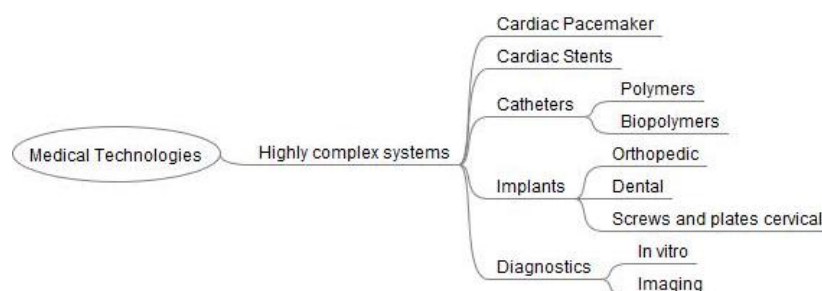 Medical Technologies
Highly complex systems
Cardiac Pacemaker
Cardiac Stents
Catheters
Polymers
Biopolymers
Implants
Orthopedic
Dental
Screws and plates cervical
Diagnostics
In vitro
Imaging